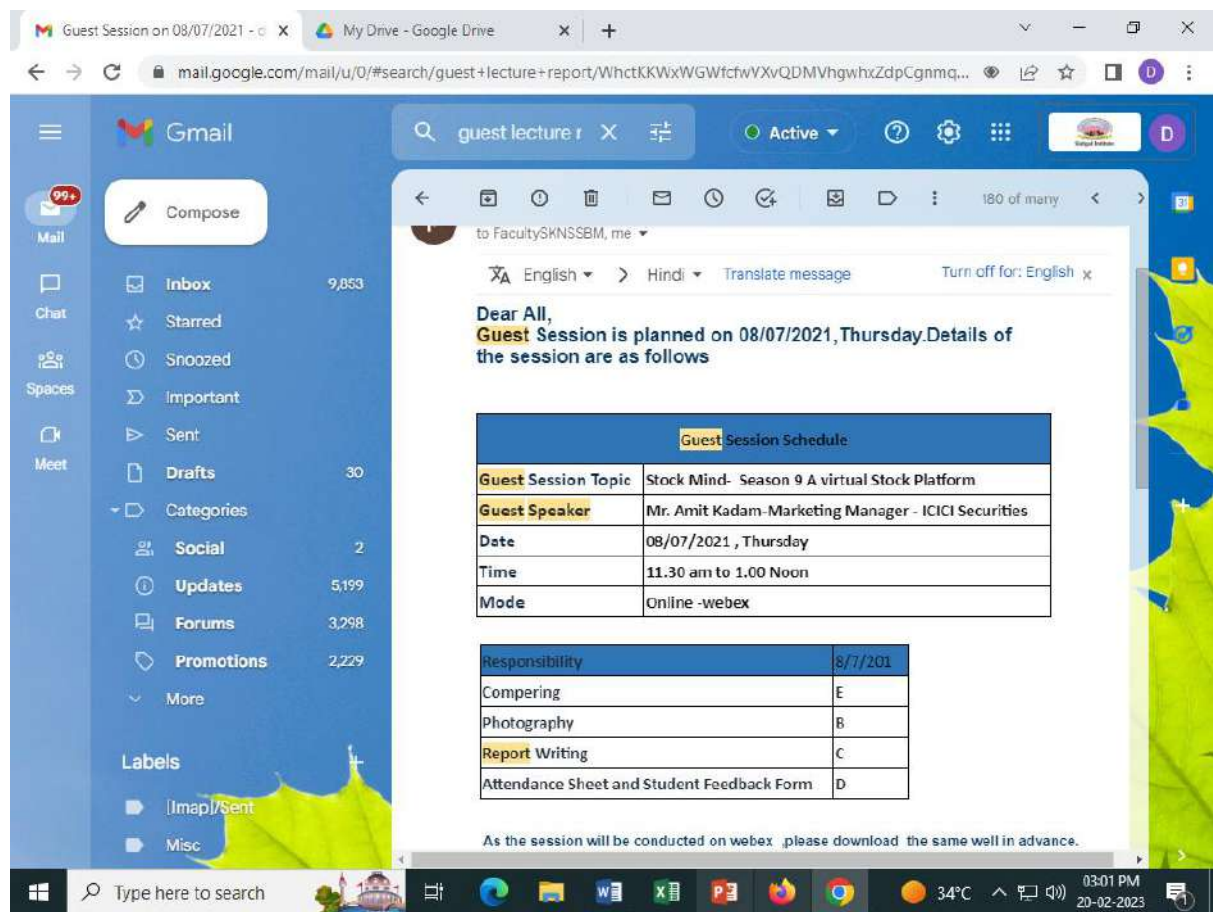 Guest Session on 08/07/2021 - c
My Drive - Google Drive
mail.google.com/mail/u/0/#search/guest+lecture+report/WhctKKWxWGWfcfwVXvQDMVhgwhxZdpCgnmq...
D
Gmail
guest lecture r
Active
D
99+
Mail
Compose
180 of many
31
to FacultySKNSSBM, me
English > Hindi Translate message Turn off for: English x
Chat
Spaces
Meet
Inbox 9,853
Starred
Snoozed
Important
Sent
Drafts 30
Categories
Social 2
Updates 5,199
Forums 3,298
Promotions 2,229
More
Labels +
[Imap]/Sent
Misc
Dear All,
Guest Session is planned on 08/07/2021,Thursday.Details of
the session are as follows
Guest Session Schedule
Guest Session Topic Stock Mind- Season 9 A virtual Stock Platform
Guest Speaker Mr. Amit Kadam-Marketing Manager - ICICI Securities
Date 08/07/2021 , Thursday
Time 11.30 am to 1.00 Noon
Mode Online -webex
Responsibility 8/7/201
Compering E
Photography B
Report Writing C
Attendance Sheet and Student Feedback Form D
As the session will be conducted on webex ,please download the same well in advance.
Type here to search
34°C
03:01 PM
20-02-2023
1